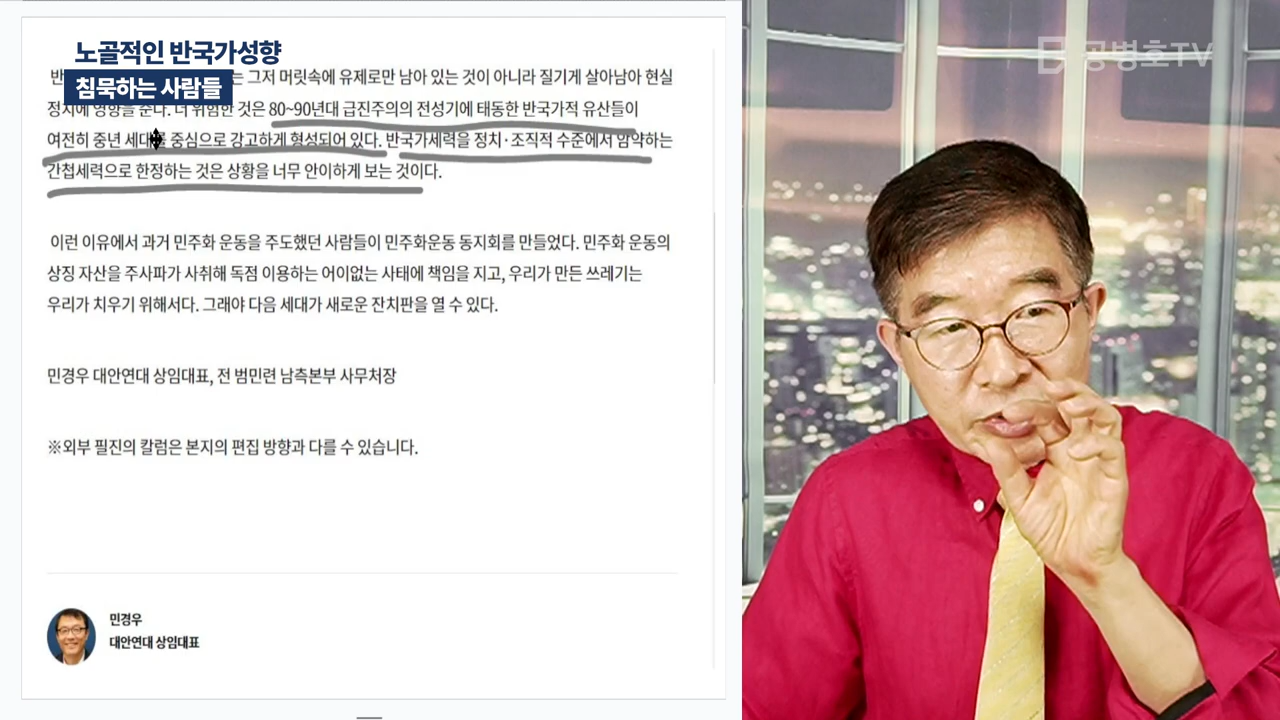 노골적인 반국가성향
침묵하는 사람들
공병호TV
반 는 그저 머릿속에 유제로만 남아 있는 것이 아니라 질기게 살아남아 현실
정치에 영향을 준다. 더 위험한 것은 80~90년대 급진주의의 전성기에 태동한 반국가적 유산들이
여전히 중년 세대를 중심으로 강고하게 형성되어 있다. 반국가세력을 정치·조직적 수준에서 암약하는
간첩세력으로 한정하는 것은 상황을 너무 안이하게 보는 것이다.
이런 이유에서 과거 민주화 운동을 주도했던 사람들이 민주화운동 동지회를 만들었다. 민주화 운동의
상징 자산을 주사파가 사취해 독점 이용하는 어이없는 사태에 책임을 지고, 우리가 만든 쓰레기는
우리가 치우기 위해서다. 그래야 다음 세대가 새로운 잔치판을 열 수 있다.
민경우 대안연대 상임대표, 전 범민련 남측본부 사무처장
※외부 필진의 칼럼은 본지의 편집 방향과 다를 수 있습니다.
민경우
대안연대 상임대표